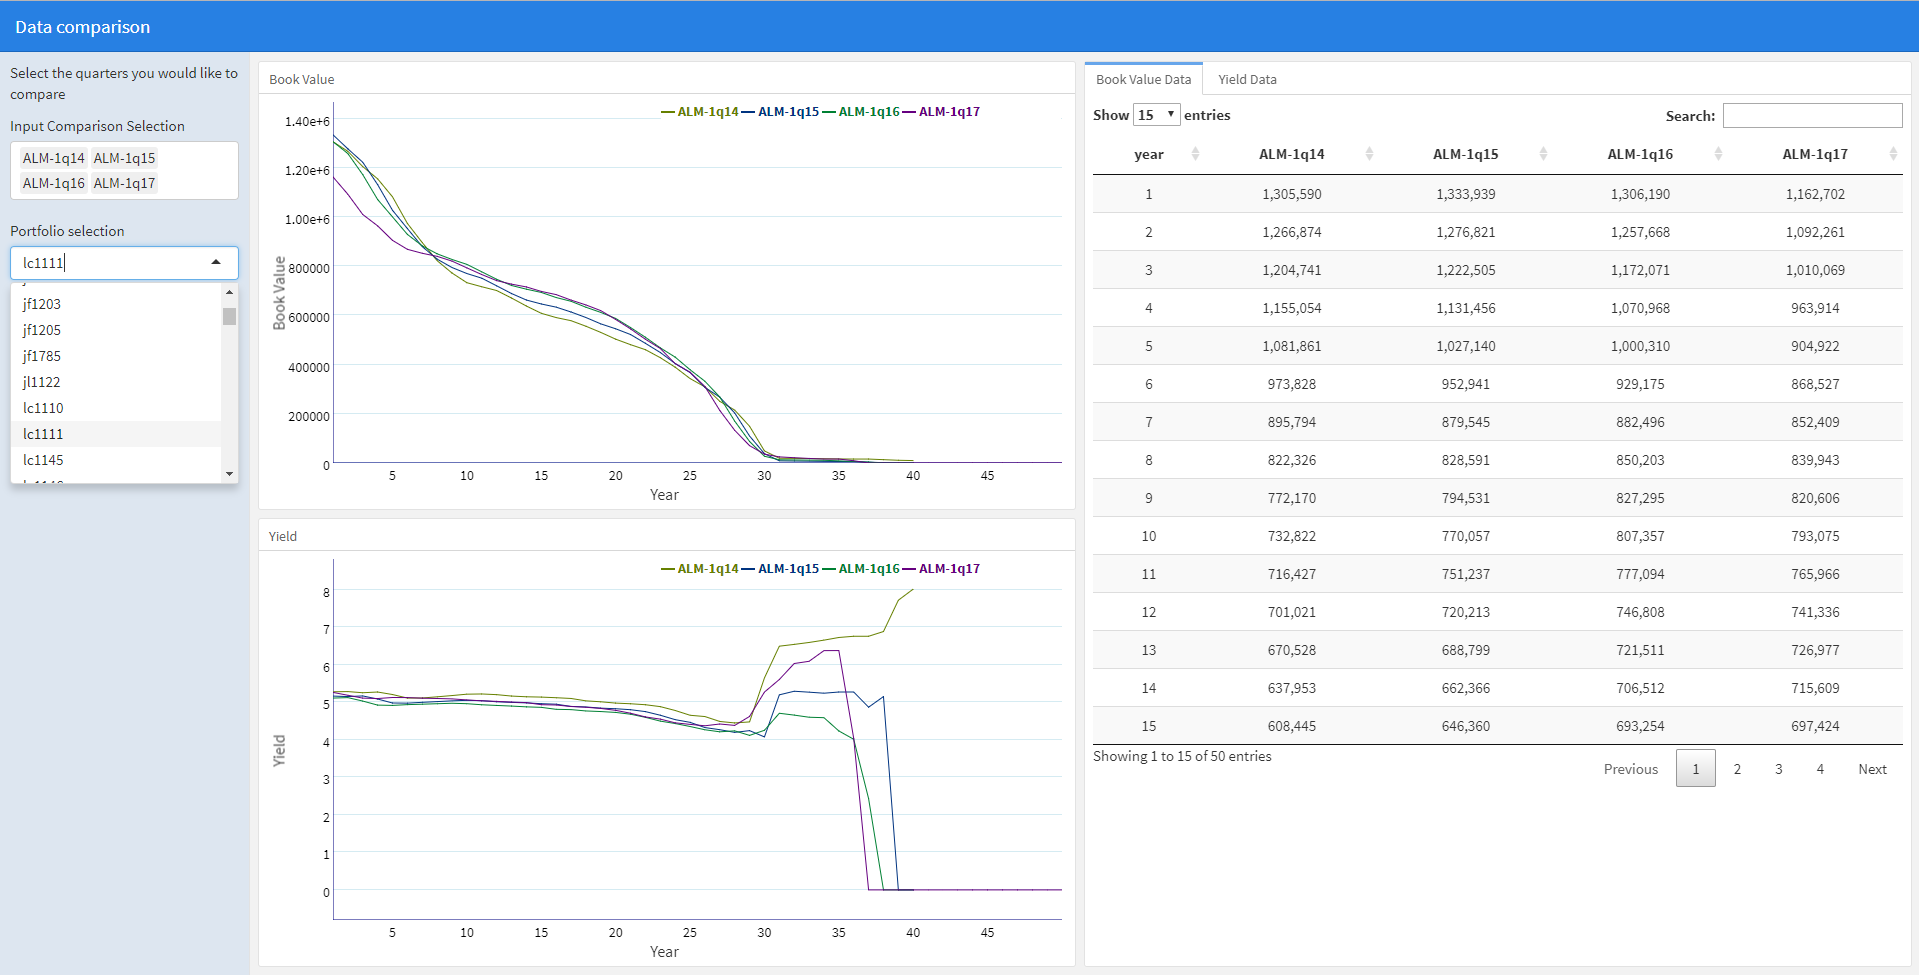 Data comparison
Select the quarters you would like to
compare
Input Comparison Selection
ALM-1q14 ALM-1q15
ALM-1q16 ALM-1q17
Portfolio selection
lc1111
jf1203
jf1205
jf1785
jl1122
lc1110
lc1111
lc1145
Book Value
ALM-1q14 ALM-1q15 ALM-1q16 ALM-1q17
1.40e+6
1.20e+6
1.00e+6
800000
600000
400000
200000
0
Book Value
5 10 15 20 25 30 35 40 45
Year
Yield
ALM-1q14 ALM-1q15 ALM-1q16 ALM-1q17
8
7
6
5
4
3
2
1
0
Yield
5 10 15 20 25 30 35 40 45
Year
Book Value Data Yield Data
Show 15 entries Search:
year ALM-1q14 ALM-1q15 ALM-1q16 ALM-1q17
1 1,305,590 1,333,939 1,306,190 1,162,702
2 1,266,874 1,276,821 1,257,668 1,092,261
3 1,204,741 1,222,505 1,172,071 1,010,069
4 1,155,054 1,131,456 1,070,968 963,914
5 1,081,861 1,027,140 1,000,310 904,922
6 973,828 952,941 929,175 868,527
7 895,794 879,545 882,496 852,409
8 822,326 828,591 850,203 839,943
9 772,170 794,531 827,295 820,606
10 732,822 770,057 807,357 793,075
11 716,427 751,237 777,094 765,966
12 701,021 720,213 746,808 741,336
13 670,528 688,799 721,511 726,977
14 637,953 662,366 706,512 715,609
15 608,445 646,360 693,254 697,424
Showing 1 to 15 of 50 entries
Previous 1 2 3 4 Next